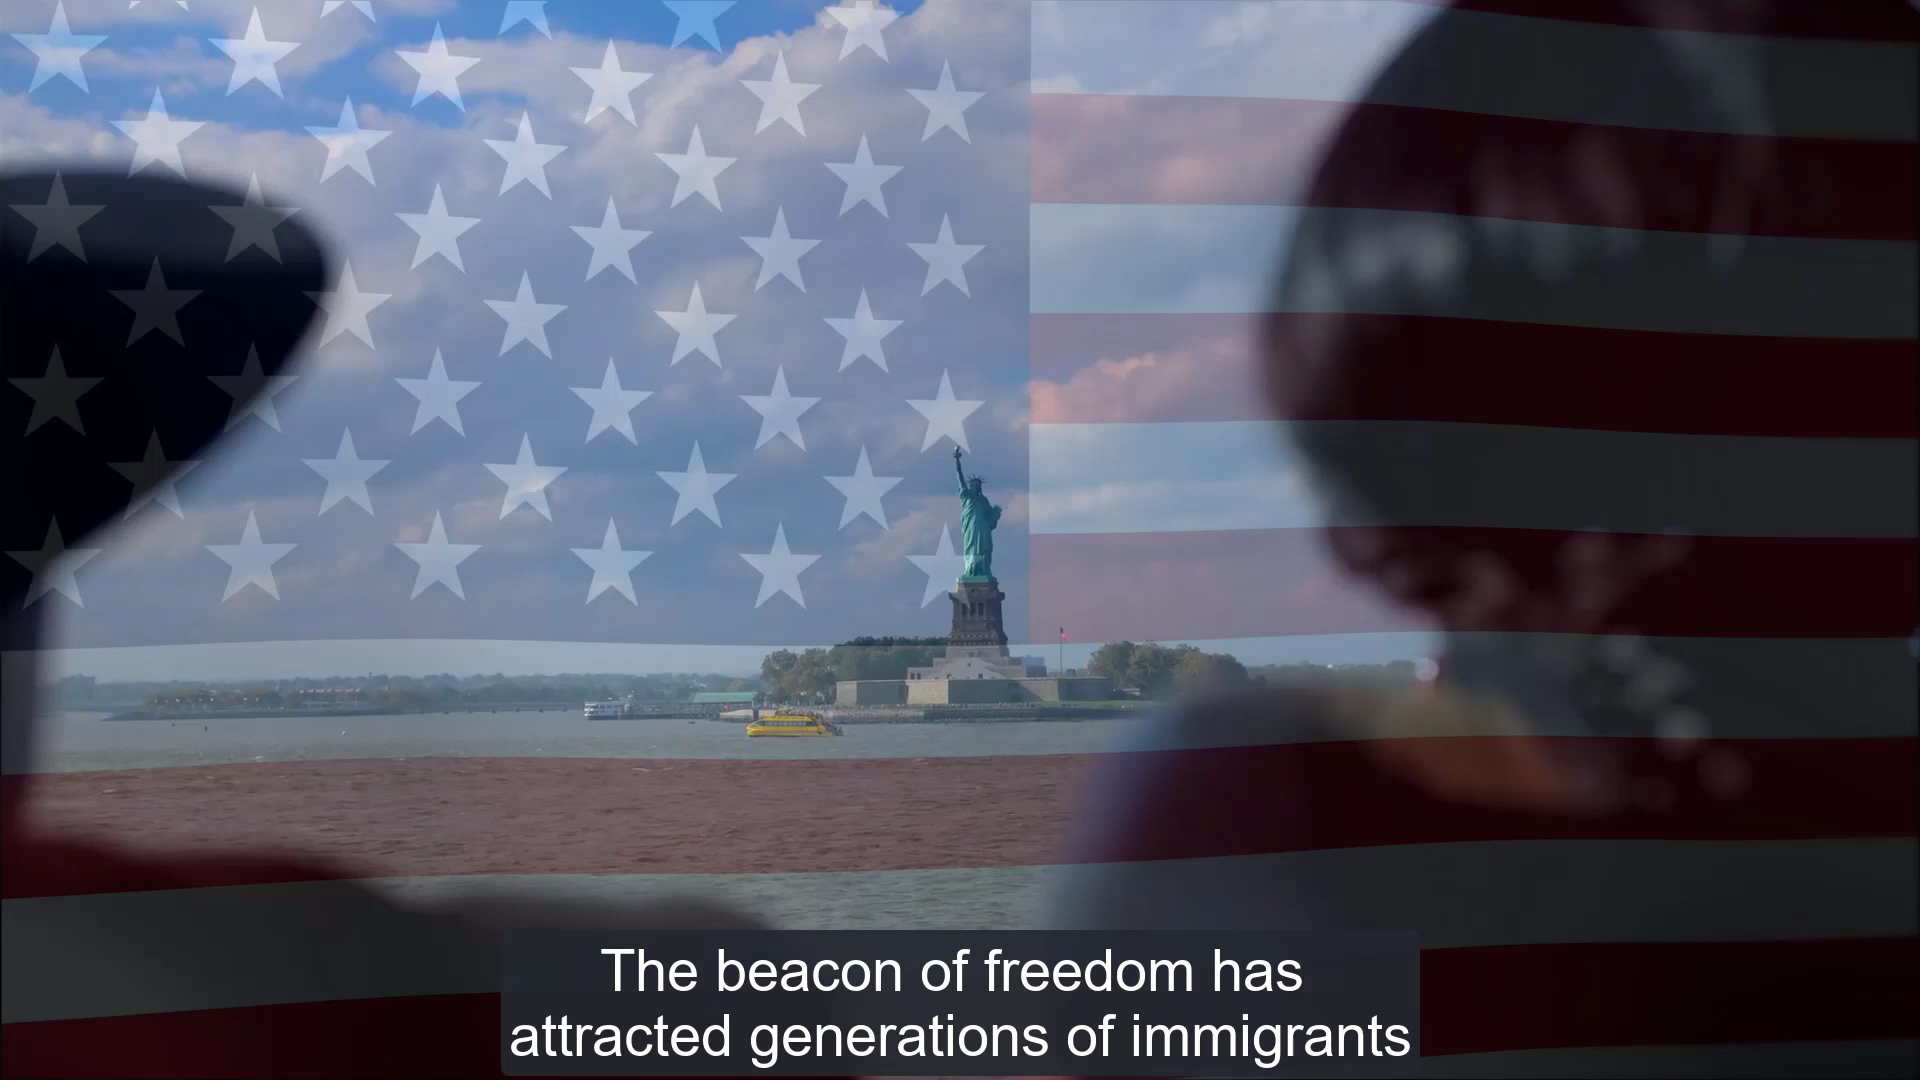 The beacon of freedom has
attracted generations of immigrants